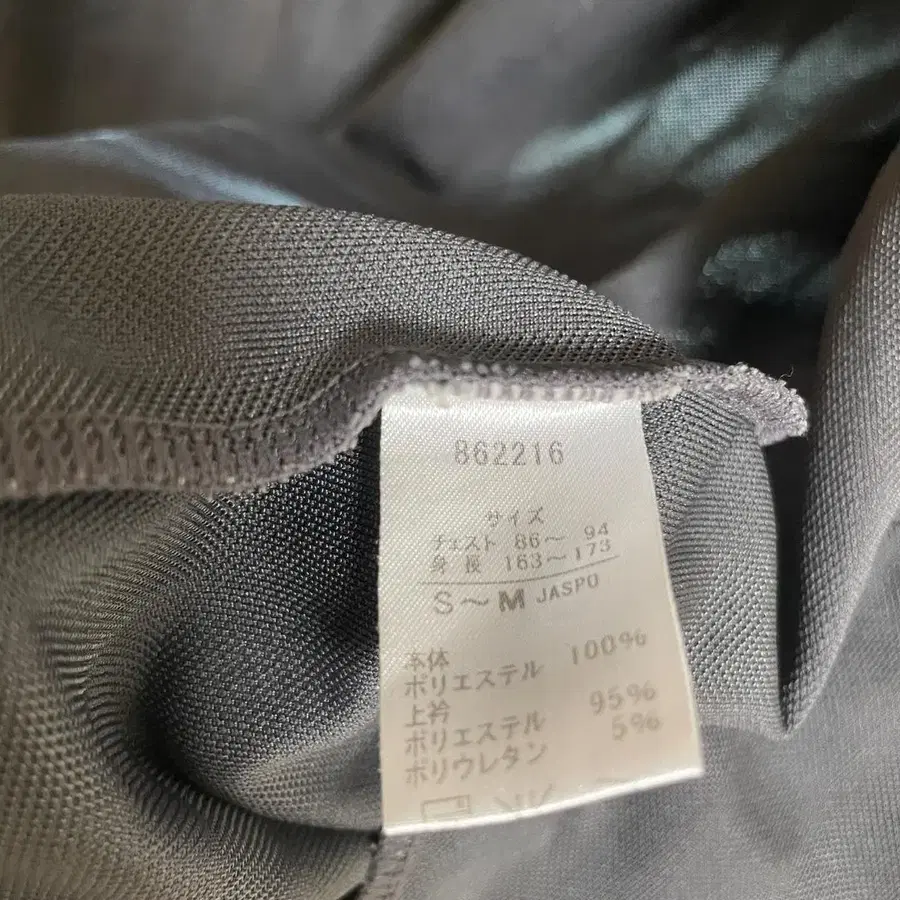 862216
サイズ
チェスト 86～ 94
身長 163～173
S～M JASPO
本体
ポリエステル 100%
上衿
ポリエステル 95%
ポリウレタン 5%